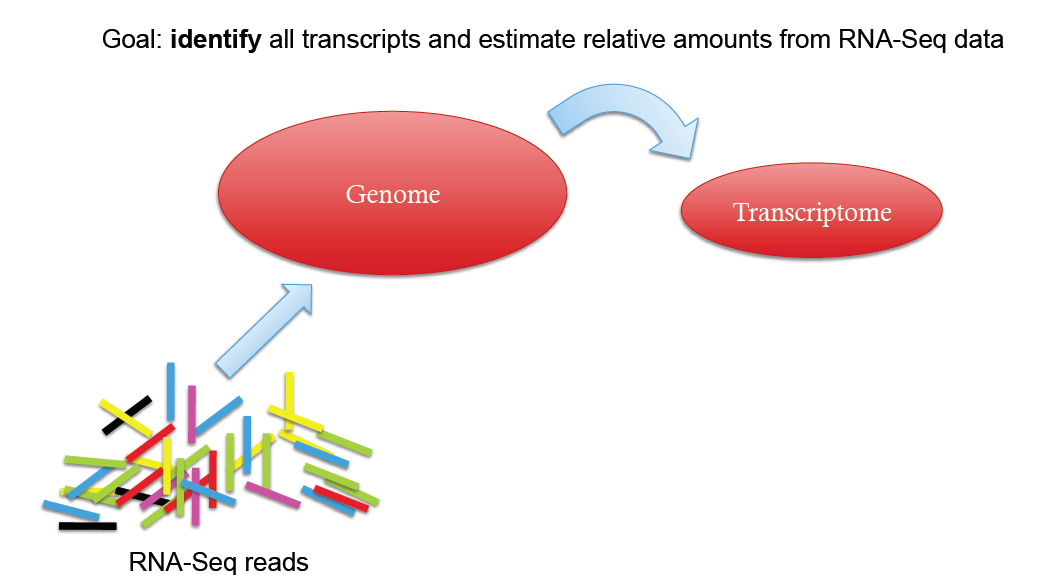 Goal: identify all transcripts and estimate relative amounts from RNA-Seq data
Genome
Transcriptome
RNA-Seq reads